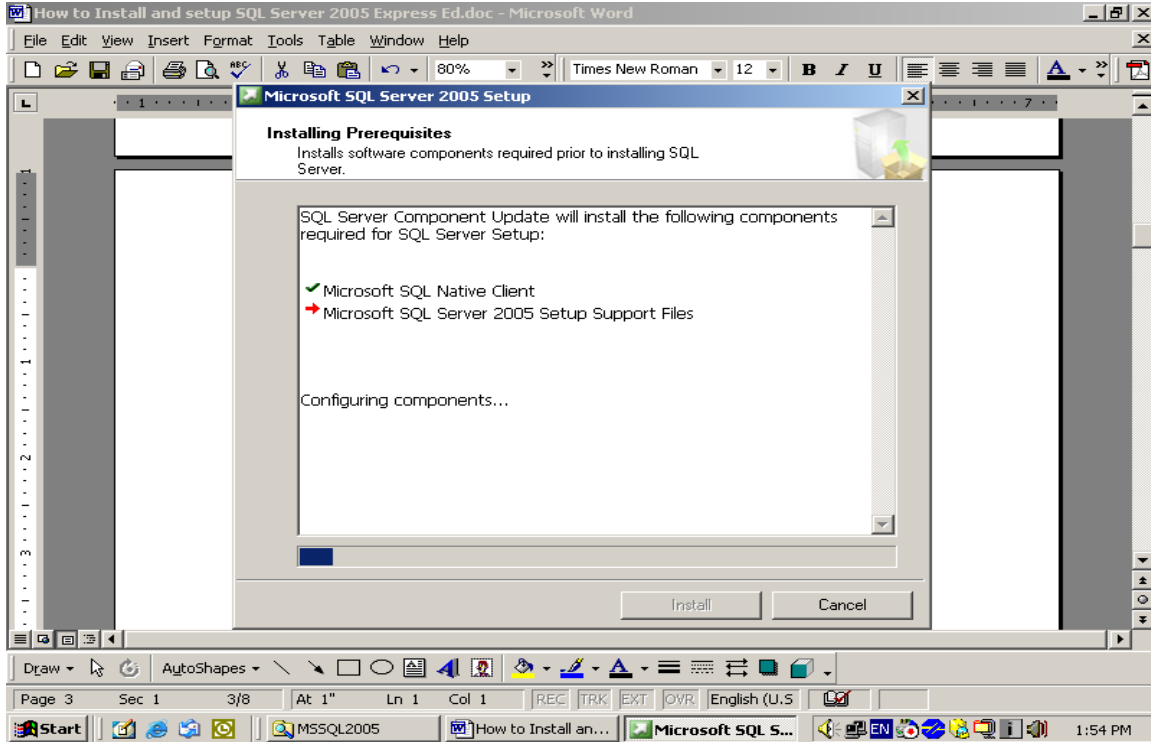 How to Install and setup SQL Server 2005 Express Ed.doc - Microsoft Word
File Edit View Insert Format Tools Table Window Help
80% Times New Roman 12 B I U A
1 7
Microsoft SQL Server 2005 Setup
Installing Prerequisites
Installs software components required prior to installing SQL
Server.
SQL Server Component Update will install the following components
required for SQL Server Setup:
Microsoft SQL Native Client
Microsoft SQL Server 2005 Setup Support Files
Configuring components...
Install Cancel
1
2
3
Draw AutoShapes A
Page 3 Sec 1 3/8 At 1" Ln 1 Col 1 REC TRK EXT OVR English (U.S
Start MSSQL2005 How to Install an... Microsoft SQL S... EN 1:54 PM